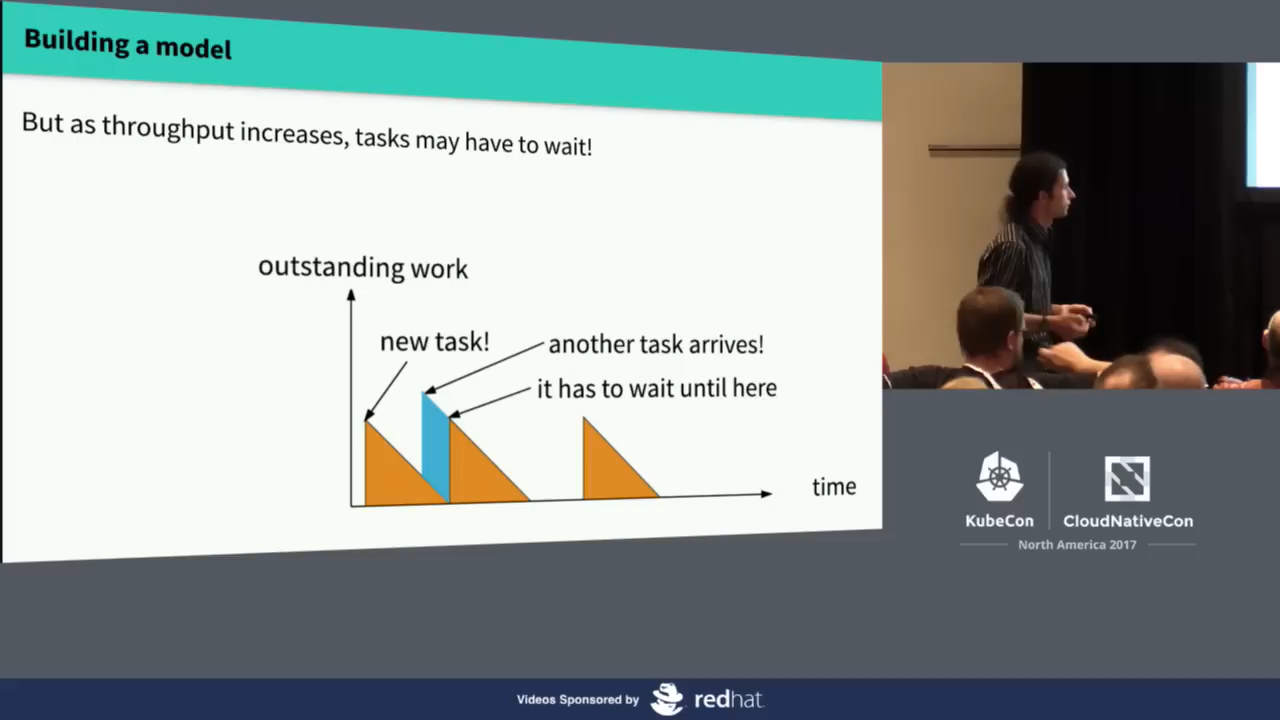 Building a model
But as throughput increases, tasks may have to wait!
outstanding work
new task!
another task arrives!
it has to wait until here
time
KubeCon
CloudNativeCon
North America 2017
Videos Sponsored by
redhat